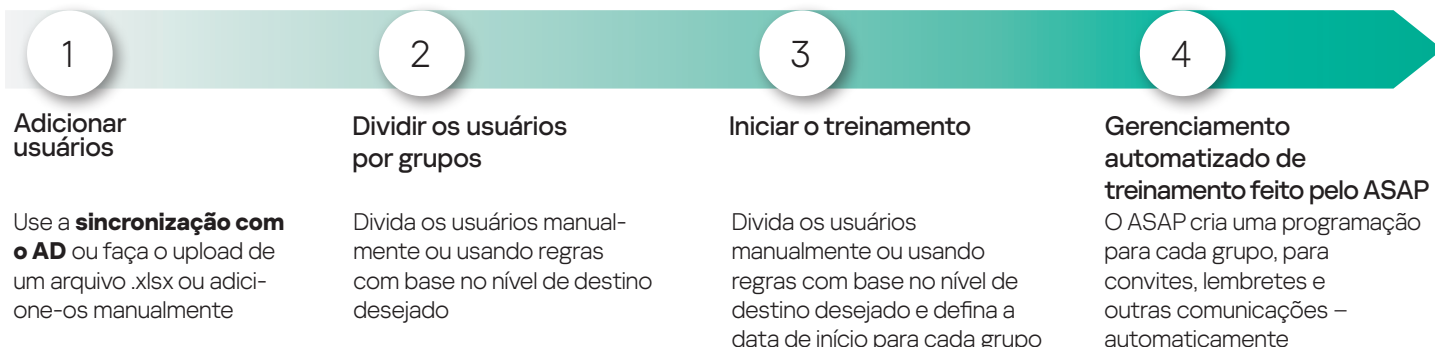 1
Adicionar
usuários
Use a sincronização com
o AD ou faça o upload de
um arquivo .xlsx ou adici-
one-os manualmente
2
Dividir os usuários
por grupos
Divida os usuários manual-
mente ou usando regras
com base no nível de destino
desejado
3
Iniciar o treinamento
Divida os usuários
manualmente ou usando
regras com base no nível de
destino desejado e defina a
data de início para cada grupo
4
Gerenciamento
automatizado de
treinamento feito pelo ASAP
O ASAP cria uma programação
para cada grupo, para
convites, lembretes e
outras comunicações –
automaticamente